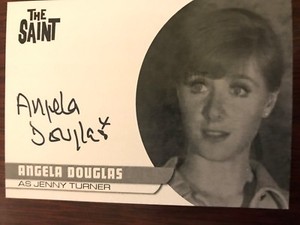 THE
SAINT
Angela
Douglas
ANGELA DOUGLAS
AS JENNY TURNER